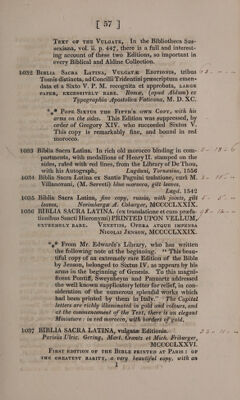 [ 57 ]
TEXT OF THE VULGATE. In the Bibliotheca Sus-
sexiana, vol. ii. p. 487, there is a full and interest-
ing account of these two Editions, so important in
every Biblical and Aldine Collection.
1032 BIBLIA SACRA LATINA, VULGATÆ EDITIONIS, tribus
Tomis distincta, ad Concilii Tridentini præscriptum emen-
data et a Sixto V. P. M. recognita et approbata, LARGE
PAPER, EXCESSIVELY RARE. Romæ, (apud Aldum) ex
Typographia Apostolica Vaticana, M. D. XC.
*** POPE SIXTUS THE FIFTH'S OWN COPY, with his
arms on the sides. This Edition was suppressed, by
order of Gregory XIV. who succeeded Sixtus V.
This copy is remarkably fine, and bound in red
morocco.
1033 Biblia Sacra Latina. In rich old morocco binding in com-
partments, with medallions of Henry II. stamped on the
sides, ruled with red lines, from the Library of De Thou,
with his Autograph, Lugduni, Tornæsius, 1556
1034 Biblia Sacra Latina ex Santis Pagnini tralatione, cura M.
Villanovani, (M. Serveti) blue morocco, gilt leaves.
Lugd. 1542
1035 Biblia Sacra Latina, fine copy, russia, with joints, gilt
leaves, Nurimbergæ A. Coburger, MCCCCLXXIX.
1036 BIBLIA SACRA LATINA. (ex translatione et cum præfa-
tionibus Sancti Hieronymi) PRINTED UPON VELLUM,
EXTREMELY RARE. VENETIIS, OPERA ATQUE IMPENSA
NICOLAI JENSON, MCCCCLXXIX.
*** From Mr. Edwards's Library, who has written
the following note at the beginning. "This beau-
tiful copy of an extremely rare Edition of the Bible
by Jenson, belonged to Sixtus IV. as appears by his
arms in the beginning of Genesis. To this magni-
ficent Pontiff, Sweynheym and Pannartz addressed
the well known supplicatory letter for relief, in con-
sideration of the numerous splendid works which
had been printed by them in Italy." The Capital
letters are richly illuminated in gold and colours, and
at the commencement of the Text, there is an elegant
Miniature: in red morocco, with borders of gold.
1037 BIBLIA SACRA LATINA, vulgatæ Editionis.
Parisiis Ulric. Gering, Mart. Crantz et Mich. Friburger,
MCCCCLXXVI.
FIRST EDITION OF THE BIBLE PRINTED AT PARIS: OF
THE GREATEST RARITY, a very beautiful copy, with an
I